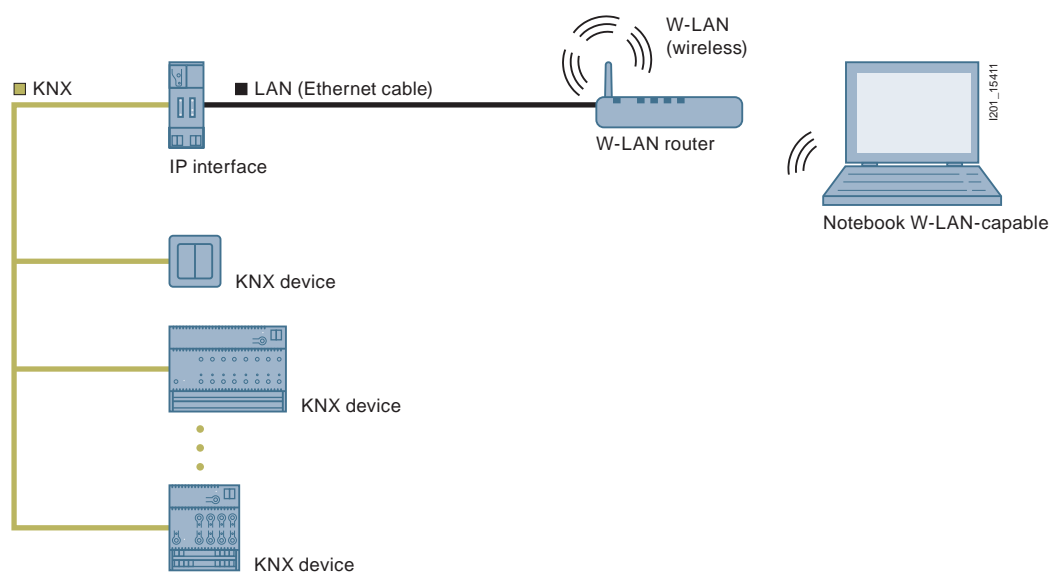 W-LAN
(wireless)
KNX
LAN (Ethernet cable)
I201_15411
IP interface
W-LAN router
Notebook W-LAN-capable
KNX device
KNX device
KNX device